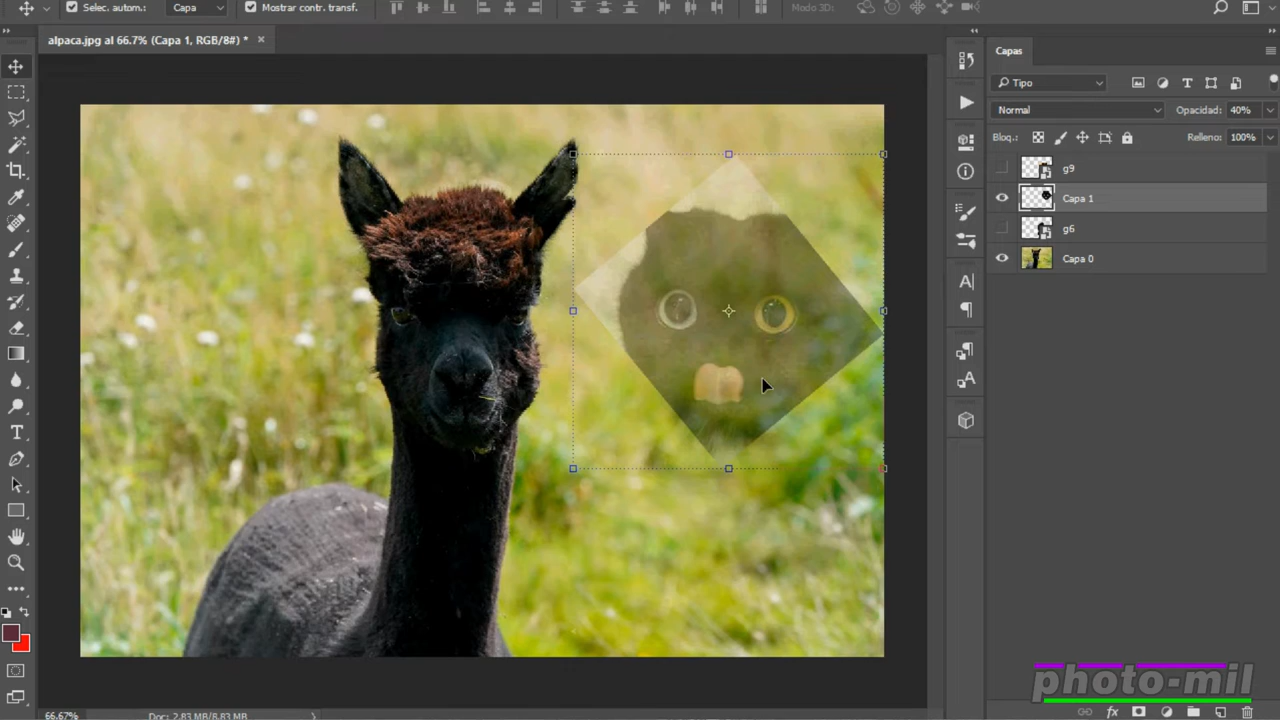 Selec. autom.: Capa Mostrar contr. transf. Modo 3D:
alpaca.jpg al 66.7% (Capa 1, RGB/8#) * ×
Capas
Tipo
Normal Opacidad: 40%
Bloq.: Relleno: 100%
g9
Capa 1
g6
Capa 0
photo-mil
66.67% Doc: 2.83 MB/8.83 MB